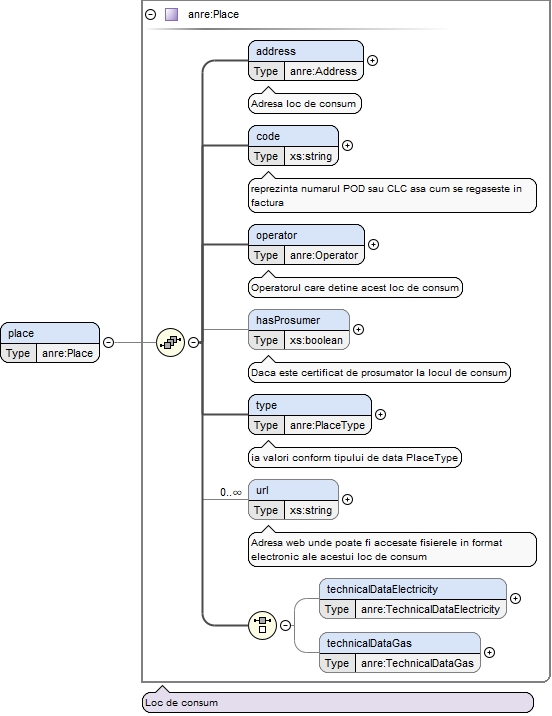 anre:Place
address
Type anre:Address
Adresa loc de consum
code
Type xs:string
reprezinta numarul POD sau CLC asa cum se regaseste in
factura
operator
Type anre:Operator
Operatorul care detine acest loc de consum
place
Type anre:Place
hasProsumer
Type xs:boolean
Daca este certificat de prosumator la locul de consum
type
Type anre:PlaceType
ia valori conform tipului de data PlaceType
0..∞
url
Type xs:string
Adresa web unde poate fi accesate fisierele in format
electronic ale acestui loc de consum
technicalDataElectricity
Type anre:TechnicalDataElectricity
technicalDataGas
Type anre:TechnicalDataGas
Loc de consum